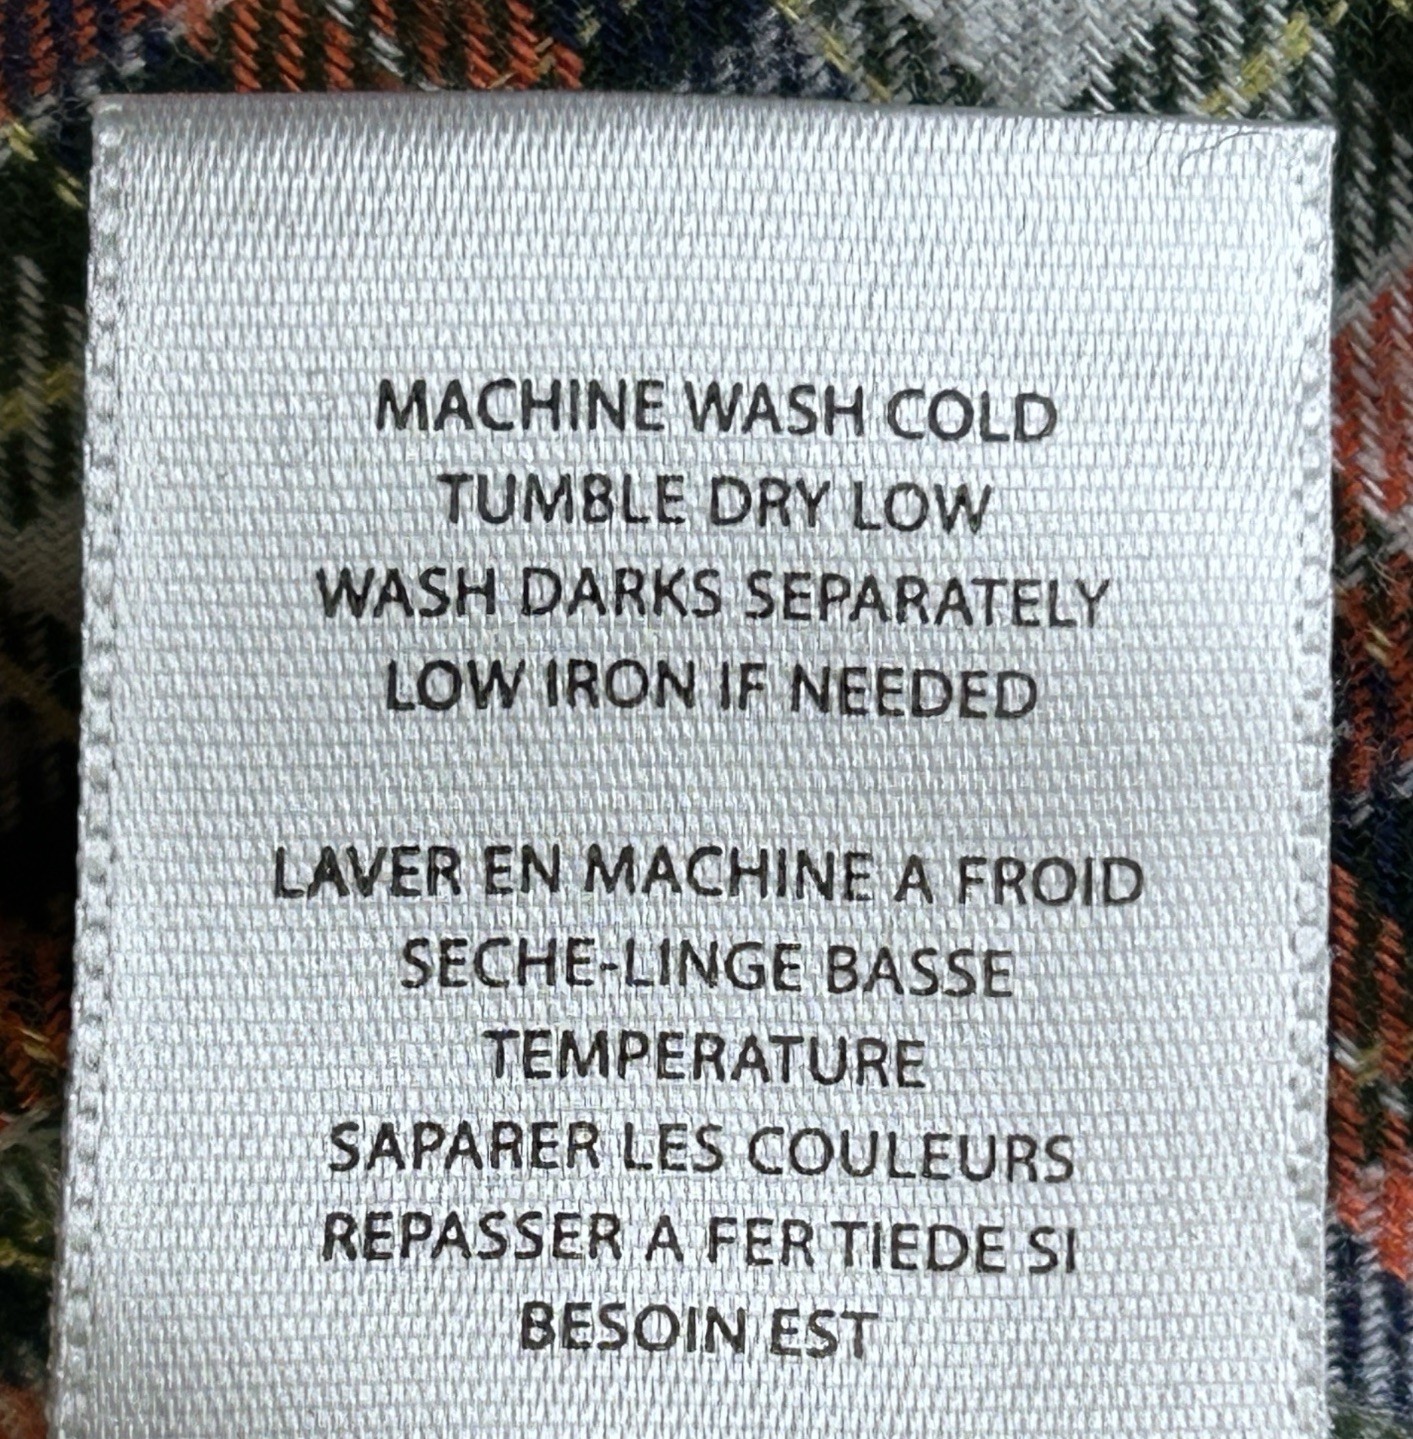 MACHINE WASH COLD
TUMBLE DRY LOW
WASH DARKS SEPARATELY
LOW IRON IF NEEDED
LAVER EN MACHINE A FROID
SECHE-LINGE BASSE
TEMPERATURE
SAPARER LES COULEURS
REPASSER A FER TIEDE SI
BESOIN EST